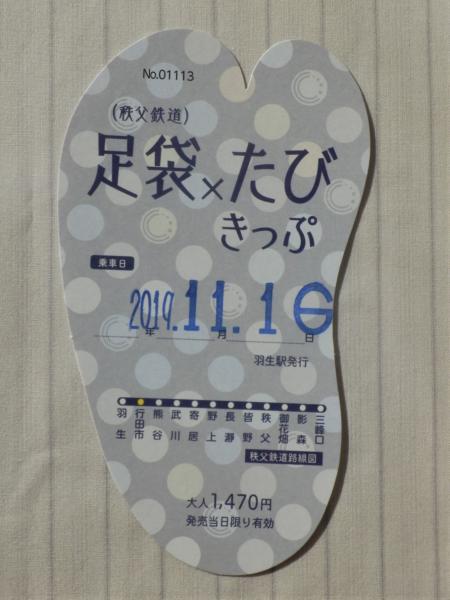 No.01113
(秩父鉄道)
足袋×たび
きっぷ
乗車日
2019.11.16
年 月 日
羽生駅発行
羽生 行田市 熊谷 武川 寄居 野上 長瀞 皆野 秩父 御花畑 影森 三峰口
秩父鉄道路線図
大人1,470円
発売当日限り有効